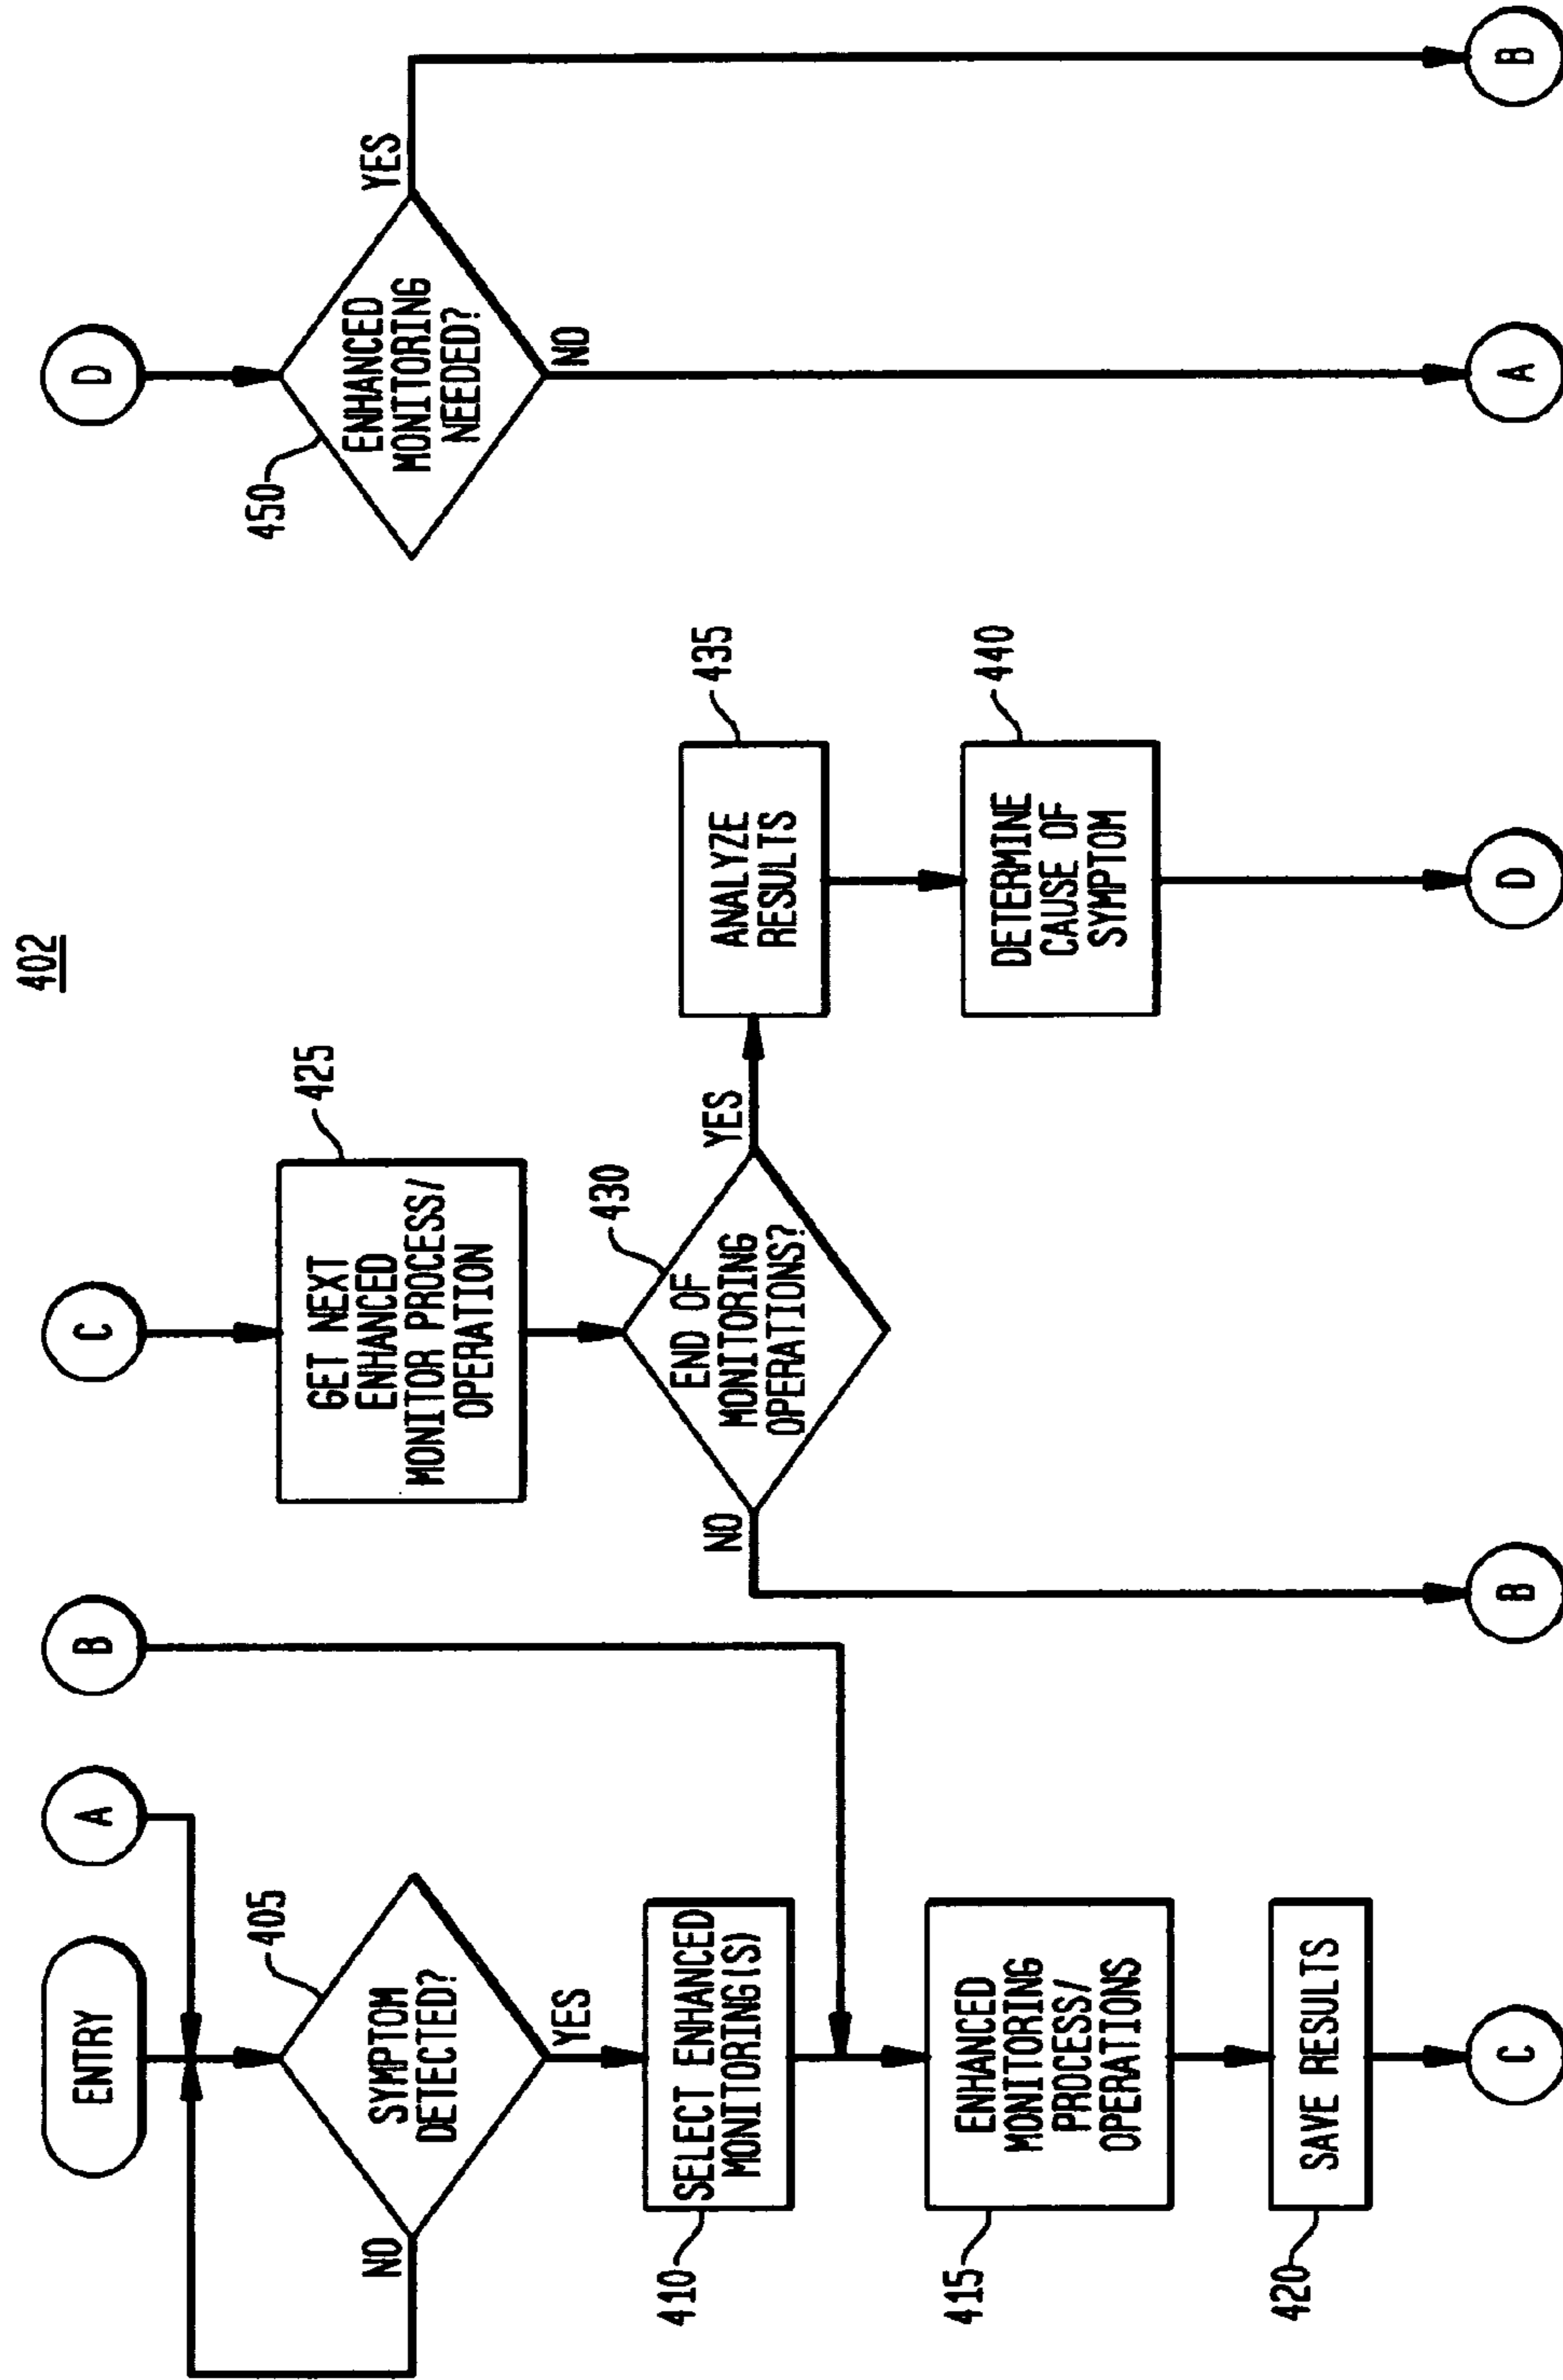 402
ENTRY
A
B
405
SYMPTOM
DETECTED?
NO
YES
410
SELECT ENHANCED
MONITORING(S)
415
ENHANCED
MONITORING
PROCESS/
OPERATIONS
420
SAVE RESULTS
C
C
GET NEXT
ENHANCED
MONITOR PROCESS/
OPERATION
425
END OF
MONITORING
OPERATIONS?
430
NO
YES
B
ANALYZE
RESULTS
435
DETERMINE
CAUSE OF
SYMPTOM
440
D
D
450
ENHANCED
MONITORING
NEEDED?
YES
NO
A
B